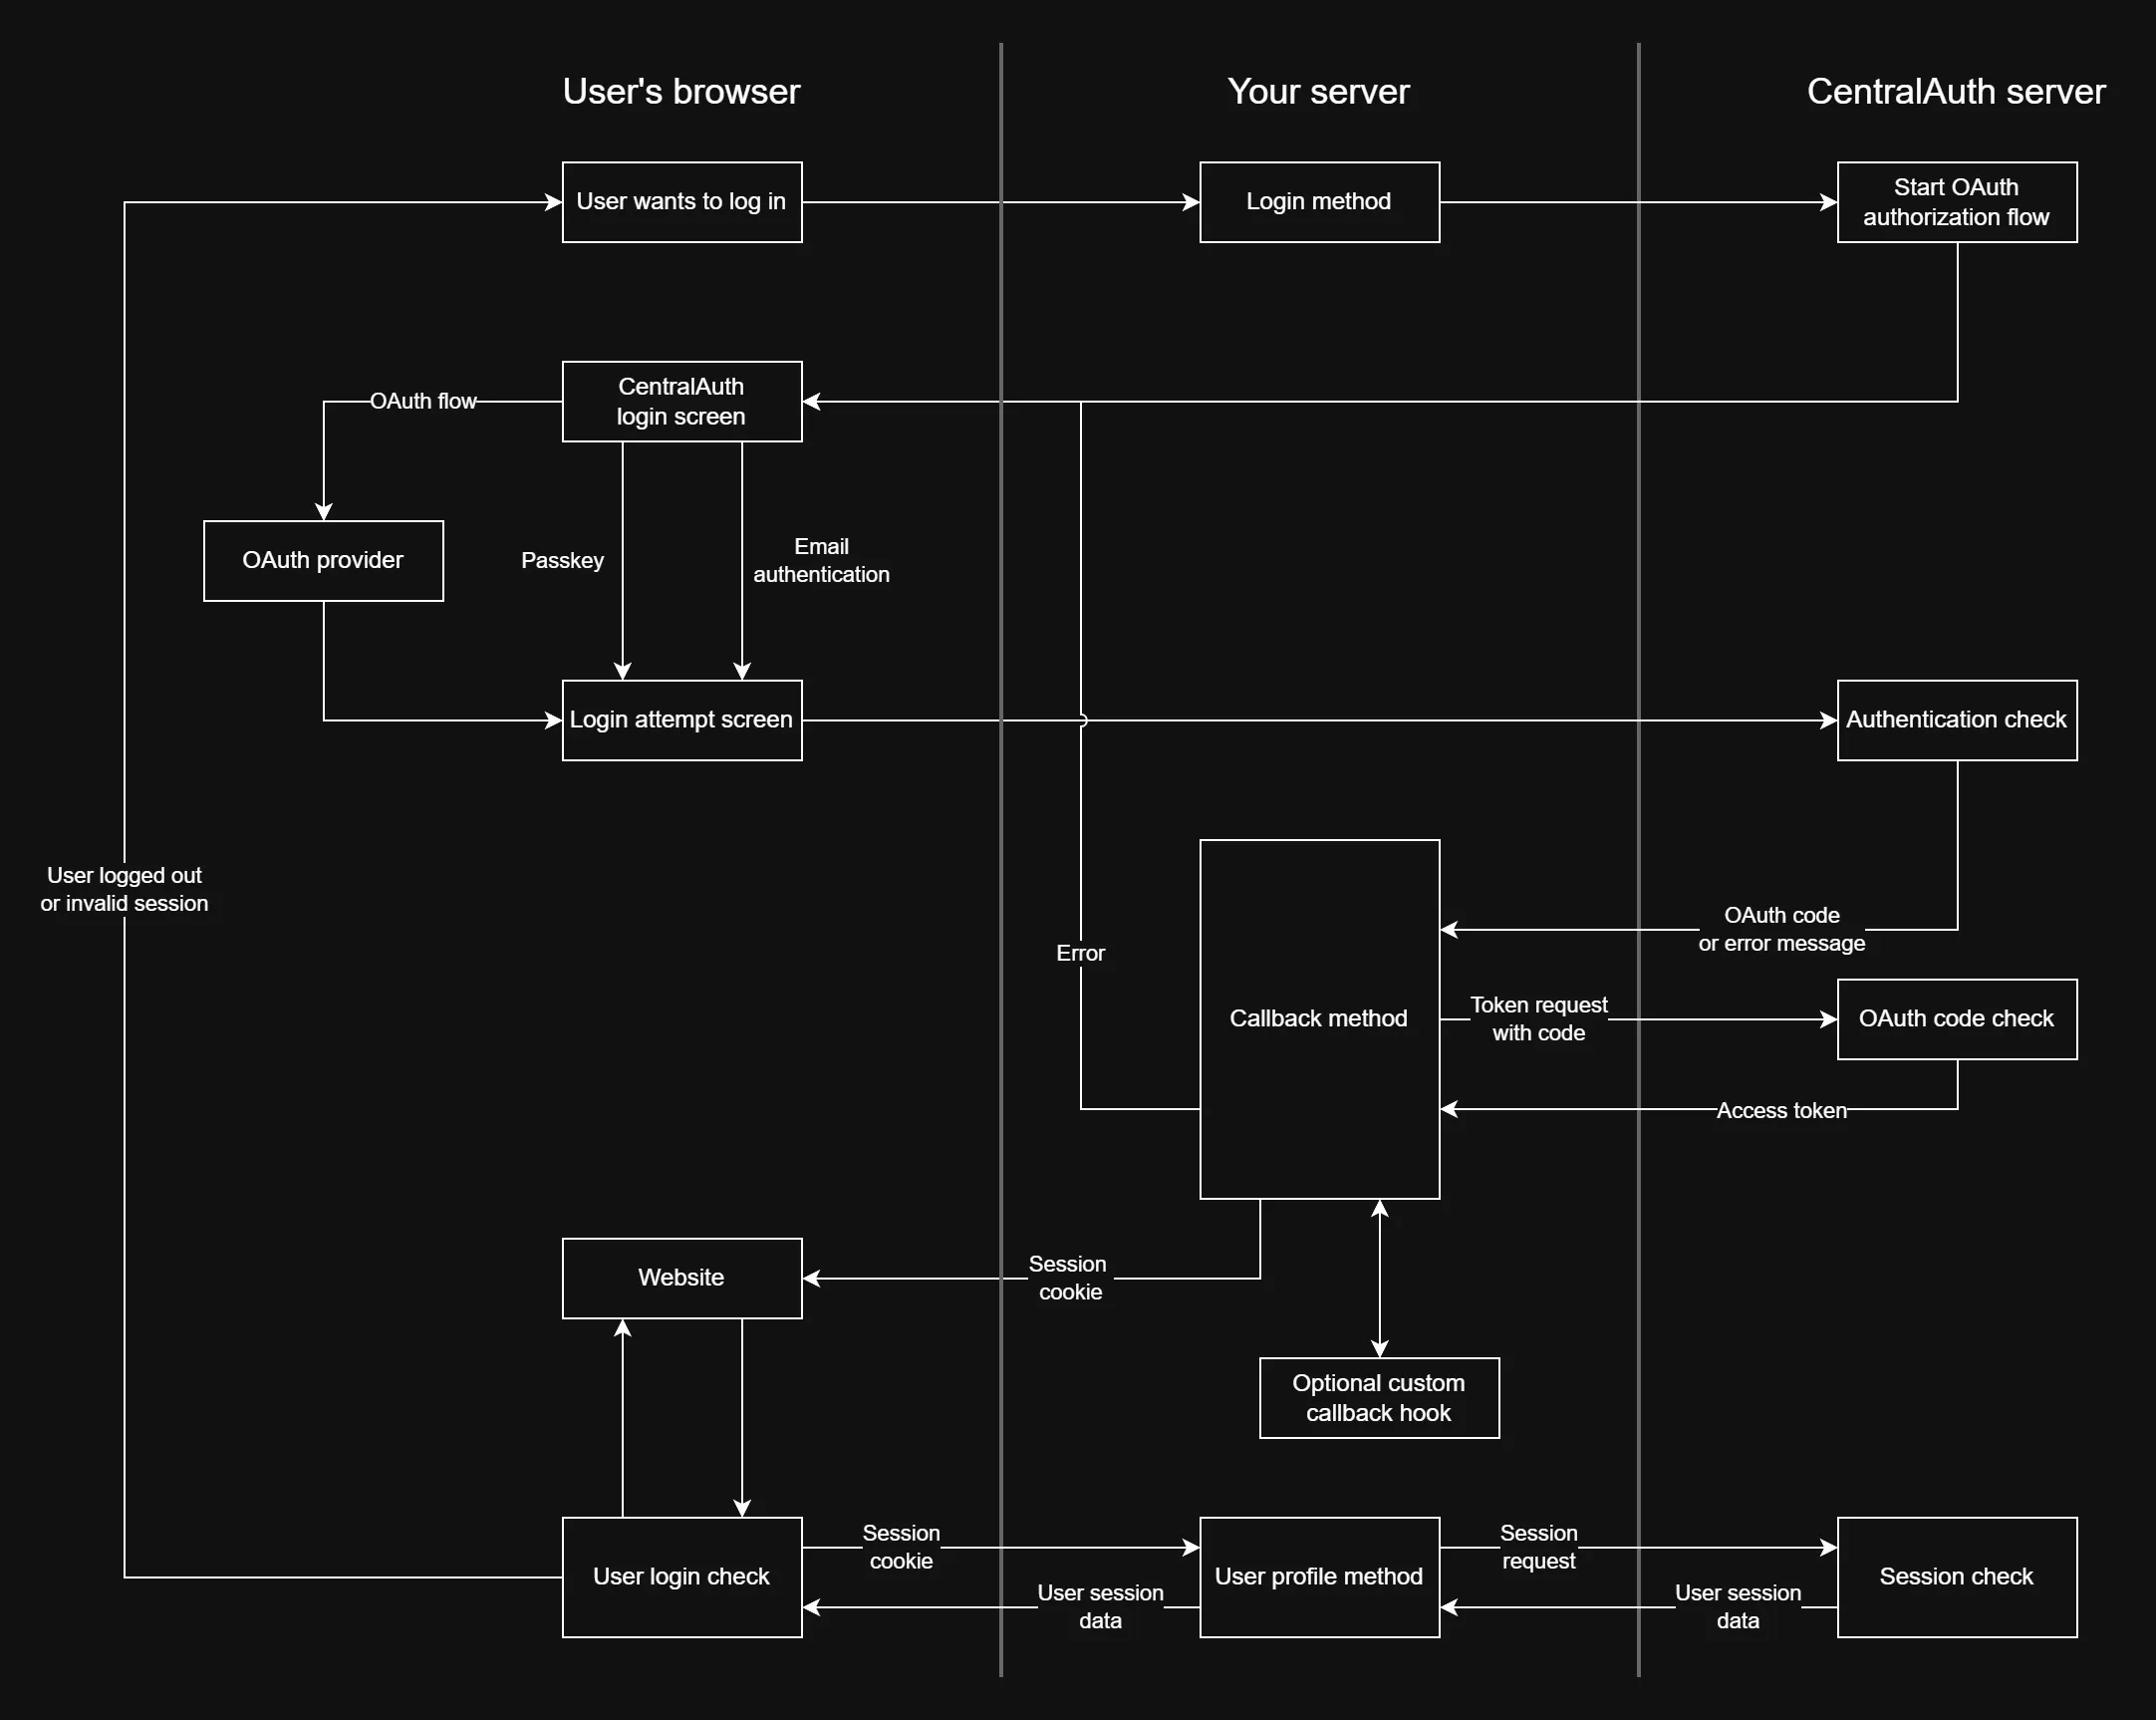 User's browser
Your server
CentralAuth server
User wants to log in
Login method
Start OAuth
authorization flow
CentralAuth
login screen
OAuth flow
OAuth provider
Passkey
Email
authentication
Login attempt screen
Authentication check
User logged out
or invalid session
OAuth code
or error message
Error
Callback method
Token request
with code
OAuth code check
Access token
Website
Session
cookie
Optional custom
callback hook
User login check
Session
cookie
User session
data
User profile method
Session
request
User session
data
Session check